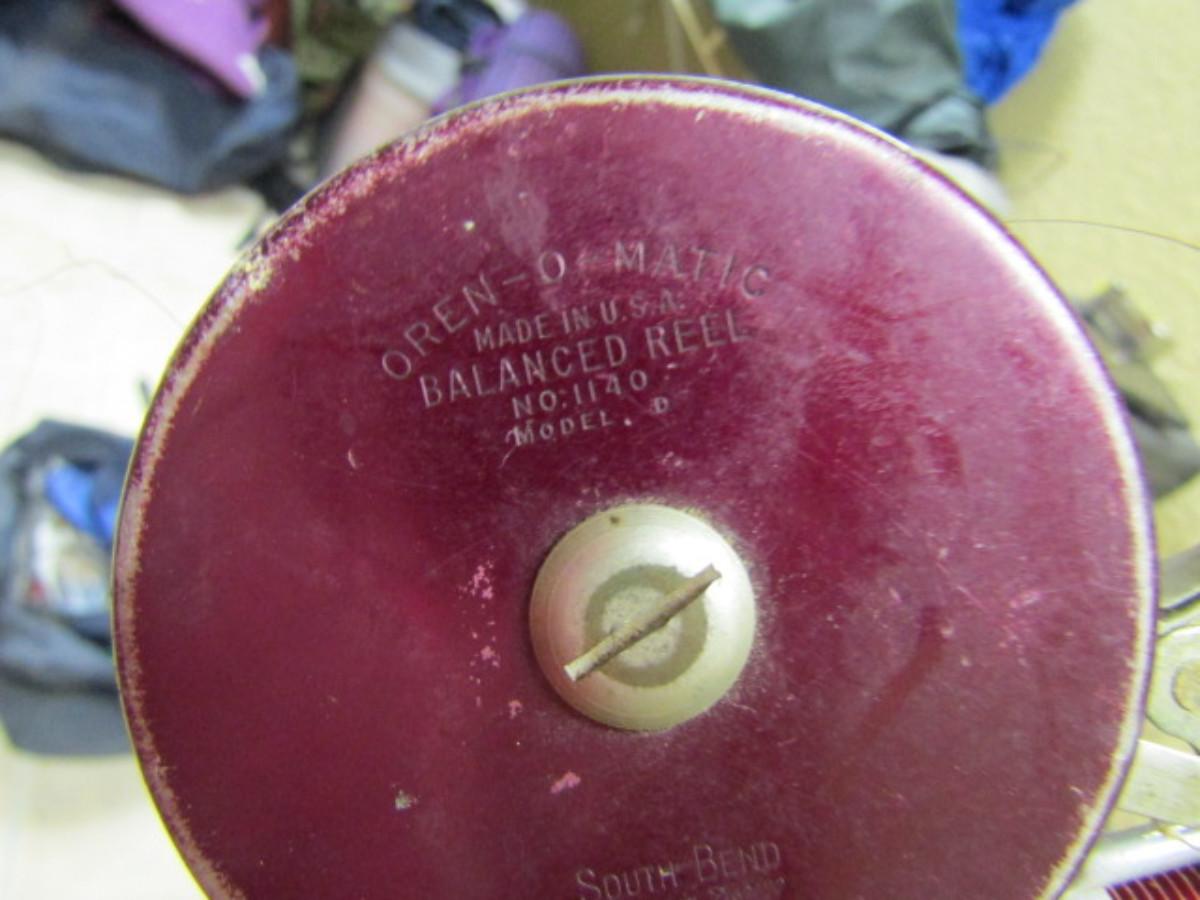 OREN-O-MATIC
MADE IN U.S.A.
BALANCED REEL
NO. 1140
MODEL. D
SOUTH BEND